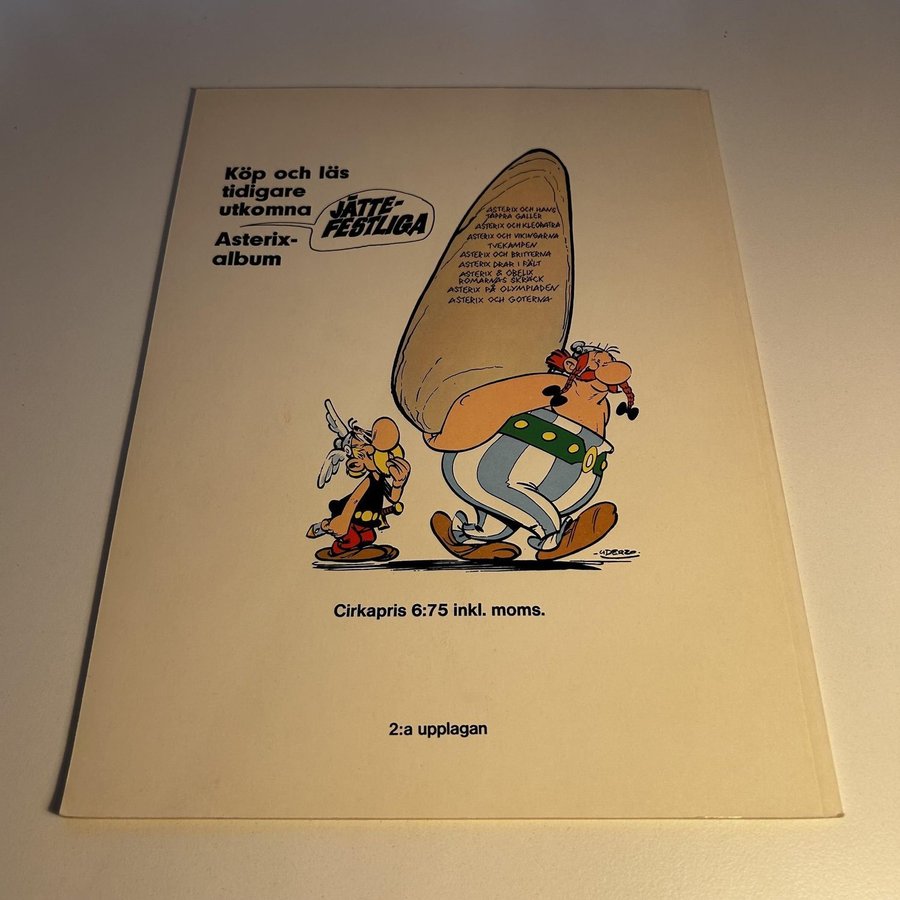 Köp och läs
tidigare
utkomna
JÄTTE-
FESTLIGA
Asterix-
album
ASTERIX OCH HANS
TAPPRA GALLER
ASTERIX OCH KLEOPATRA
ASTERIX OCH VIKINGARNA
TVEKAMPEN
ASTERIX OCH BRITTERNA
ASTERIX DRAR I FÄLT
ASTERIX & OBELIX
ROMARNAS SKRÄCK
ASTERIX PÅ OLYMPIADEN
ASTERIX OCH GOTERNA
-UDERZO-
Cirkapris 6:75 inkl. moms.
2:a upplagan